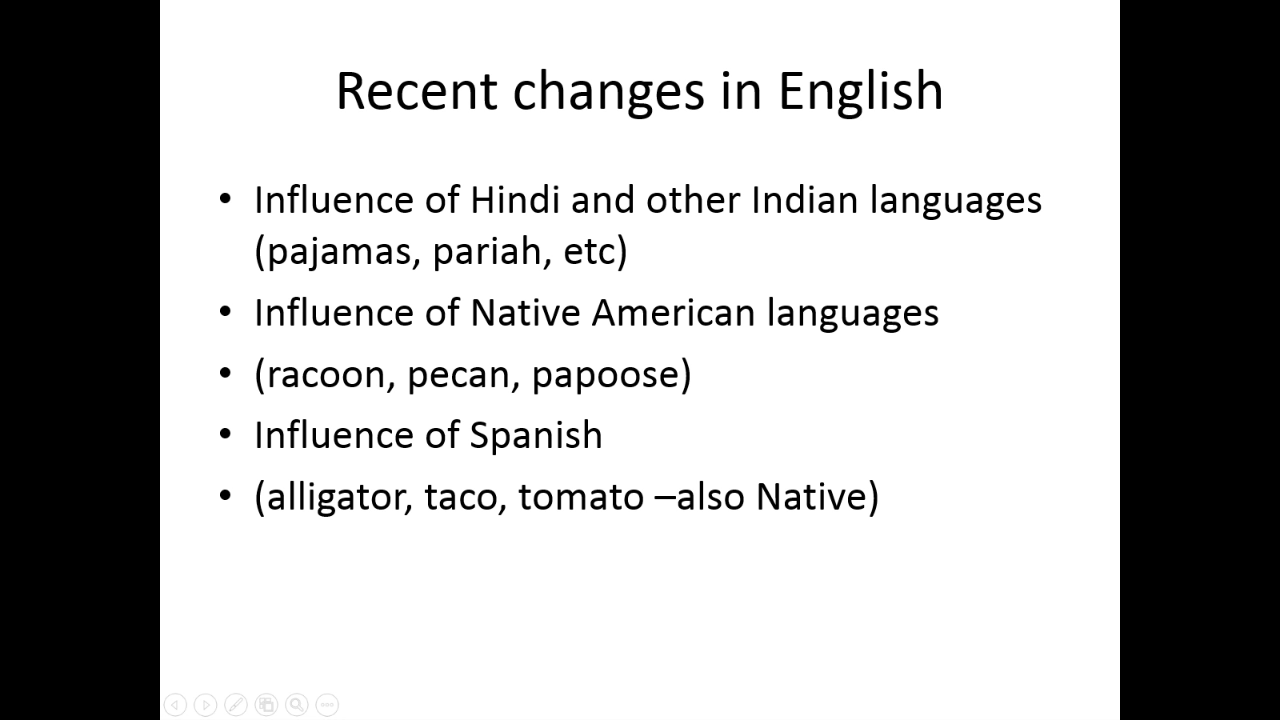 Recent changes in English
• Influence of Hindi and other Indian languages
(pajamas, pariah, etc)
• Influence of Native American languages
• (racoon, pecan, papoose)
• Influence of Spanish
• (alligator, taco, tomato –also Native)